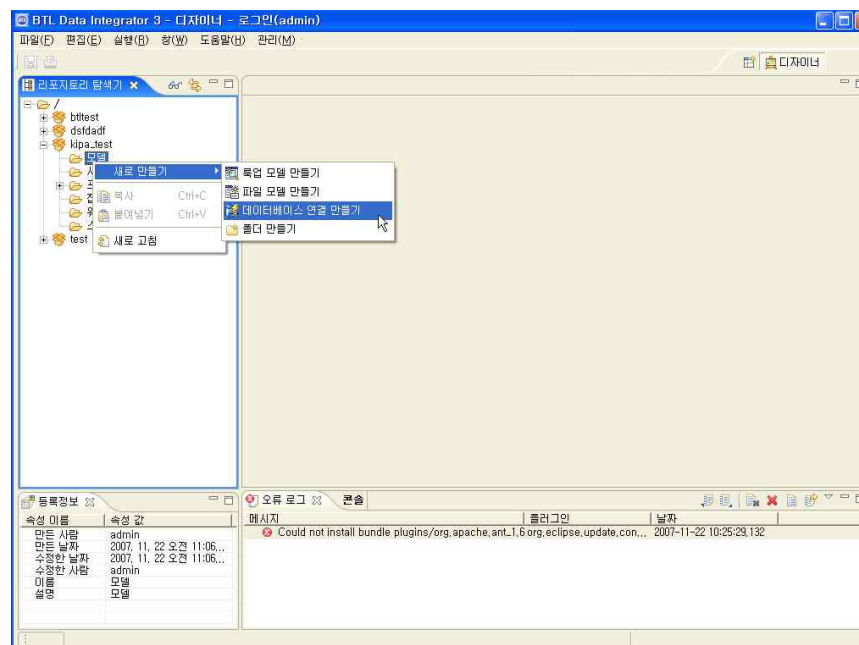 BTL Data Integrator 3 - 디자이너 - 로그인(admin)
파일(F) 편집(E) 실행(R) 창(W) 도움말(H) 관리(M)
디자이너
리포지토리 탐색기
/
btltest
dsfdadf
kipa_test
모델
test
새로 만들기
복사 Ctrl+C
붙여넣기 Ctrl+V
새로 고침
룩업 모델 만들기
파일 모델 만들기
데이터베이스 연결 만들기
폴더 만들기
등록정보
속성 이름 속성 값
만든 사람 admin
만든 날짜 2007. 11. 22 오전 11:06...
수정한 날짜 2007. 11. 22 오전 11:06...
수정한 사람 admin
이름 모델
설명 모델
오류 로그 콘솔
메시지 플러그인 날짜
Could not install bundle plugins/org.apache.ant_1.6 org.eclipse.update.con... 2007-11-22 10:25:29.132